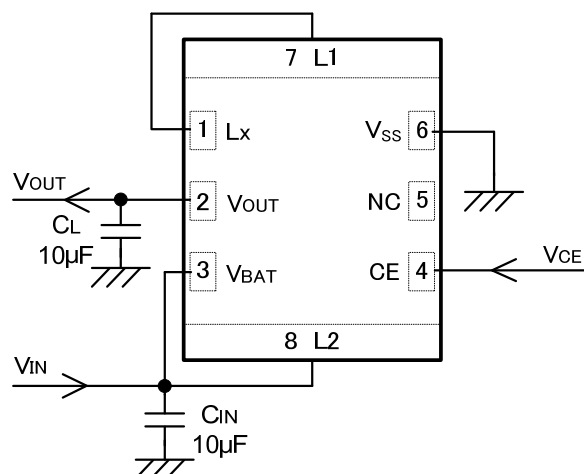 7 L1
1 Lx
VSS 6
VOUT
2 VOUT
NC 5
CL
10µF
3 VBAT
CE 4
VCE
8 L2
VIN
CIN
10µF